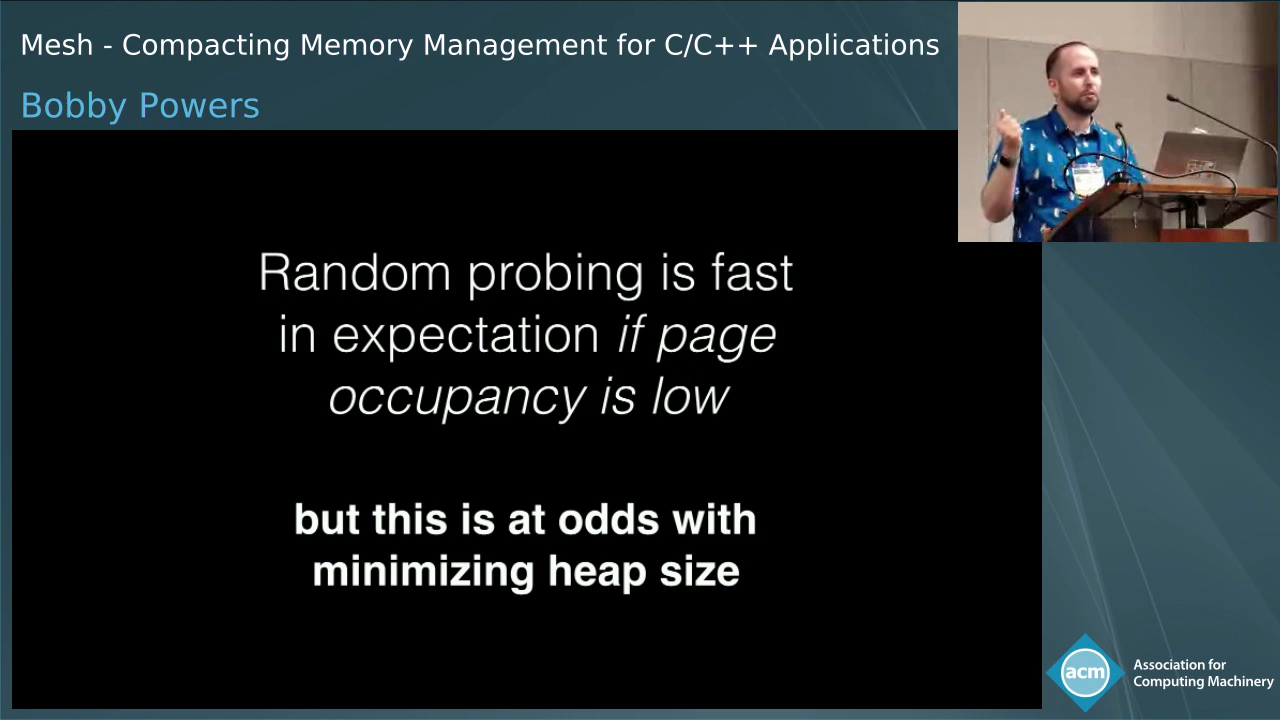 Mesh - Compacting Memory Management for C/C++ Applications
Bobby Powers
Random probing is fast
in expectation if page
occupancy is low
but this is at odds with
minimizing heap size
acm
Association for
Computing Machinery